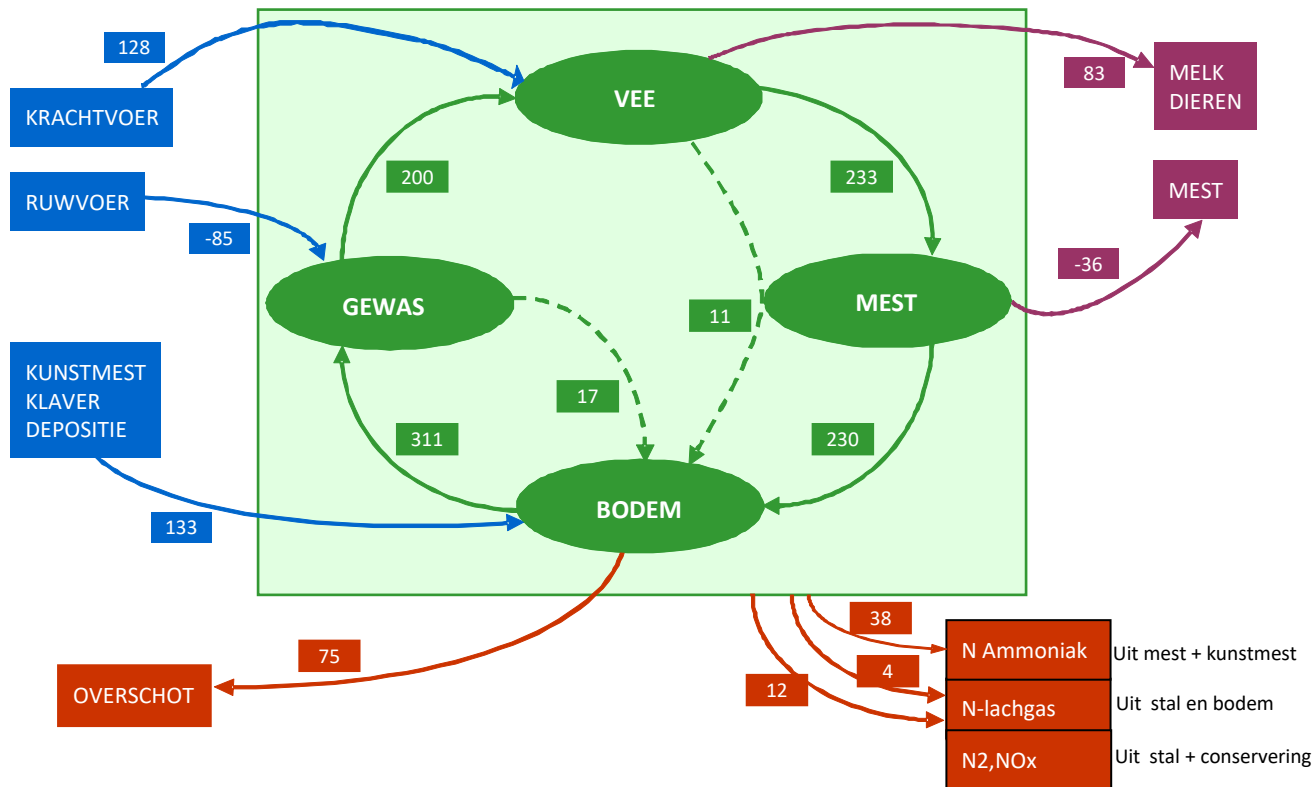 128
KRACHTVOER
VEE
83
MELK
DIEREN
200
233
RUWVOER
-85
MEST
-36
GEWAS
11
MEST
KUNSTMEST
KLAVER
DEPOSITIE
17
311
230
133
BODEM
75
OVERSCHOT
38
4
12
N Ammoniak
Uit mest + kunstmest
N-lachgas
Uit stal en bodem
N2,NOx
Uit stal + conservering